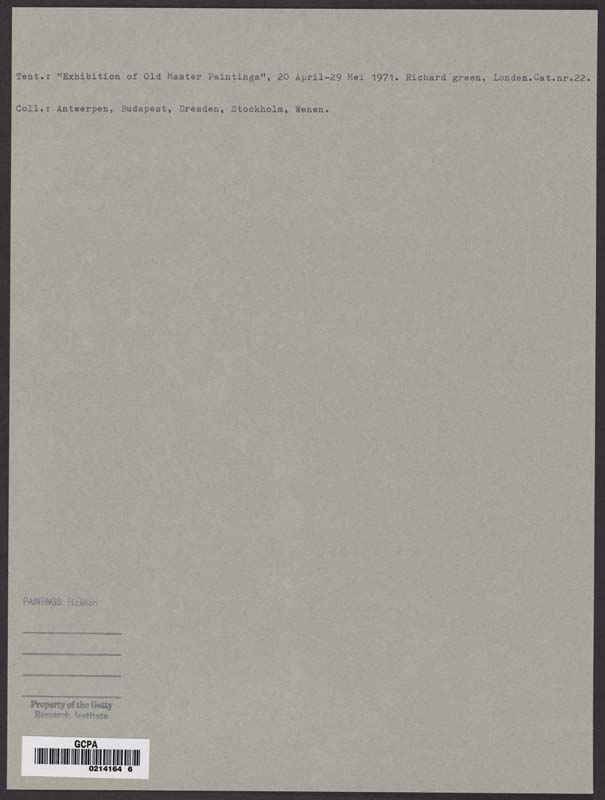 Tent.: "Exhibition of Old Master Paintings", 20 April-29 Mei 1971. Richard green, Londen.Cat.nr.22.
Coll.: Antwerpen, Budapest, Dresden, Stockholm, Wenen.
PAINTINGS: FLEMISH
Property of the Getty
Research Institute
GCPA
0214164 6